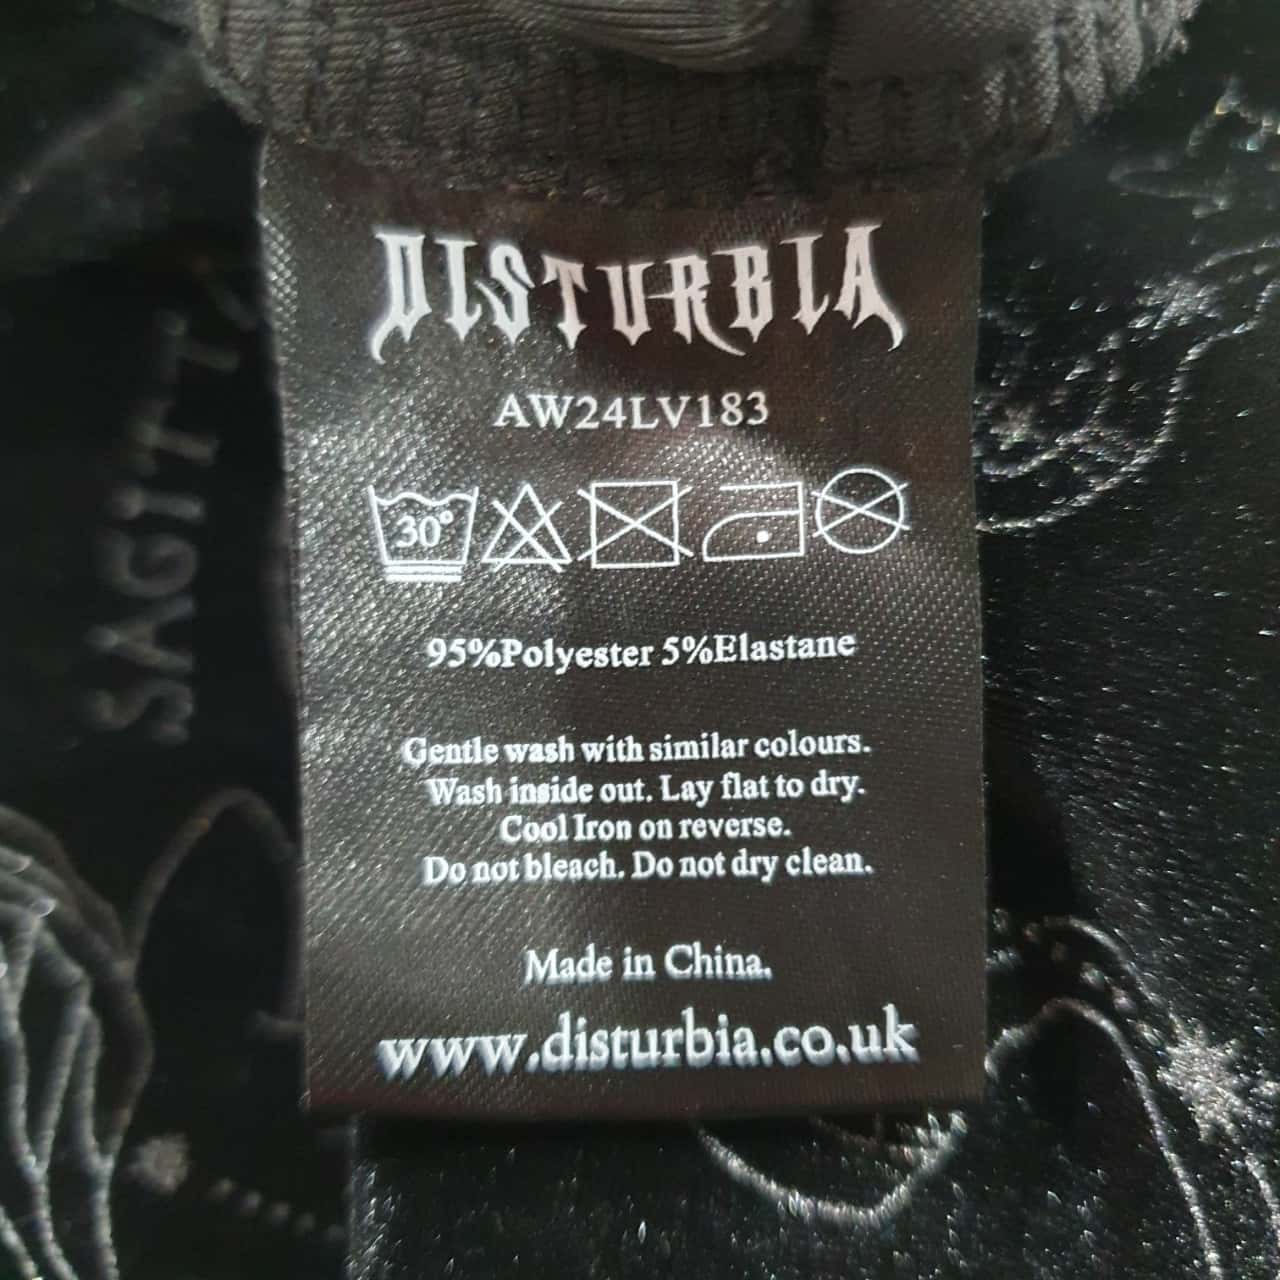 DISTURBIA
AW24LV183
30°
95%Polyester 5%Elastane
Gentle wash with similar colours.
Wash inside out. Lay flat to dry.
Cool Iron on reverse.
Do not bleach. Do not dry clean.
Made in China.
www.disturbia.co.uk
SAGITT